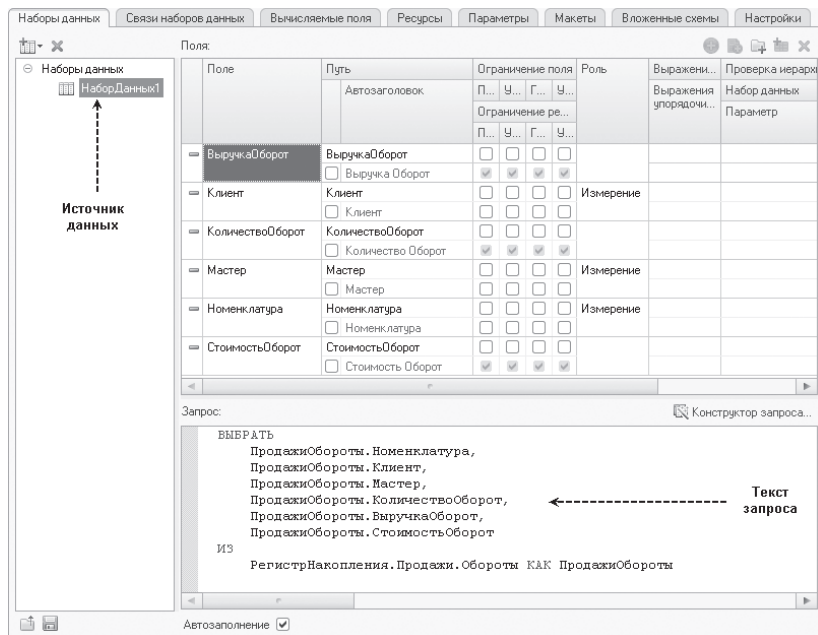 Наборы данных Связи наборов данных Вычисляемые поля Ресурсы Параметры Макеты Вложенные схемы Настройки
Поля:
Наборы данных
НаборДанных1
Источник
данных
Поле Путь Ограничение поля Роль Выражени... Проверка иерархи
Автозаголовок П... У... Г... У... Выражения упорядочи... Набор данных
Ограничение ре... Параметр
П... У... Г... У...
ВыручкаОборот ВыручкаОборот
Выручка Оборот
Клиент Клиент Измерение
Клиент
КоличествоОборот КоличествоОборот
Количество Оборот
Мастер Мастер Измерение
Мастер
Номенклатура Номенклатура Измерение
Номенклатура
СтоимостьОборот СтоимостьОборот
Стоимость Оборот
Запрос: Конструктор запроса...
ВЫБРАТЬ
ПродажиОбороты.Номенклатура,
ПродажиОбороты.Клиент,
ПродажиОбороты.Мастер,
ПродажиОбороты.КоличествоОборот,
ПродажиОбороты.ВыручкаОборот,
ПродажиОбороты.СтоимостьОборот
ИЗ
РегистрНакопления.Продажи.Обороты КАК ПродажиОбороты
Текст
запроса
Автозаполнение